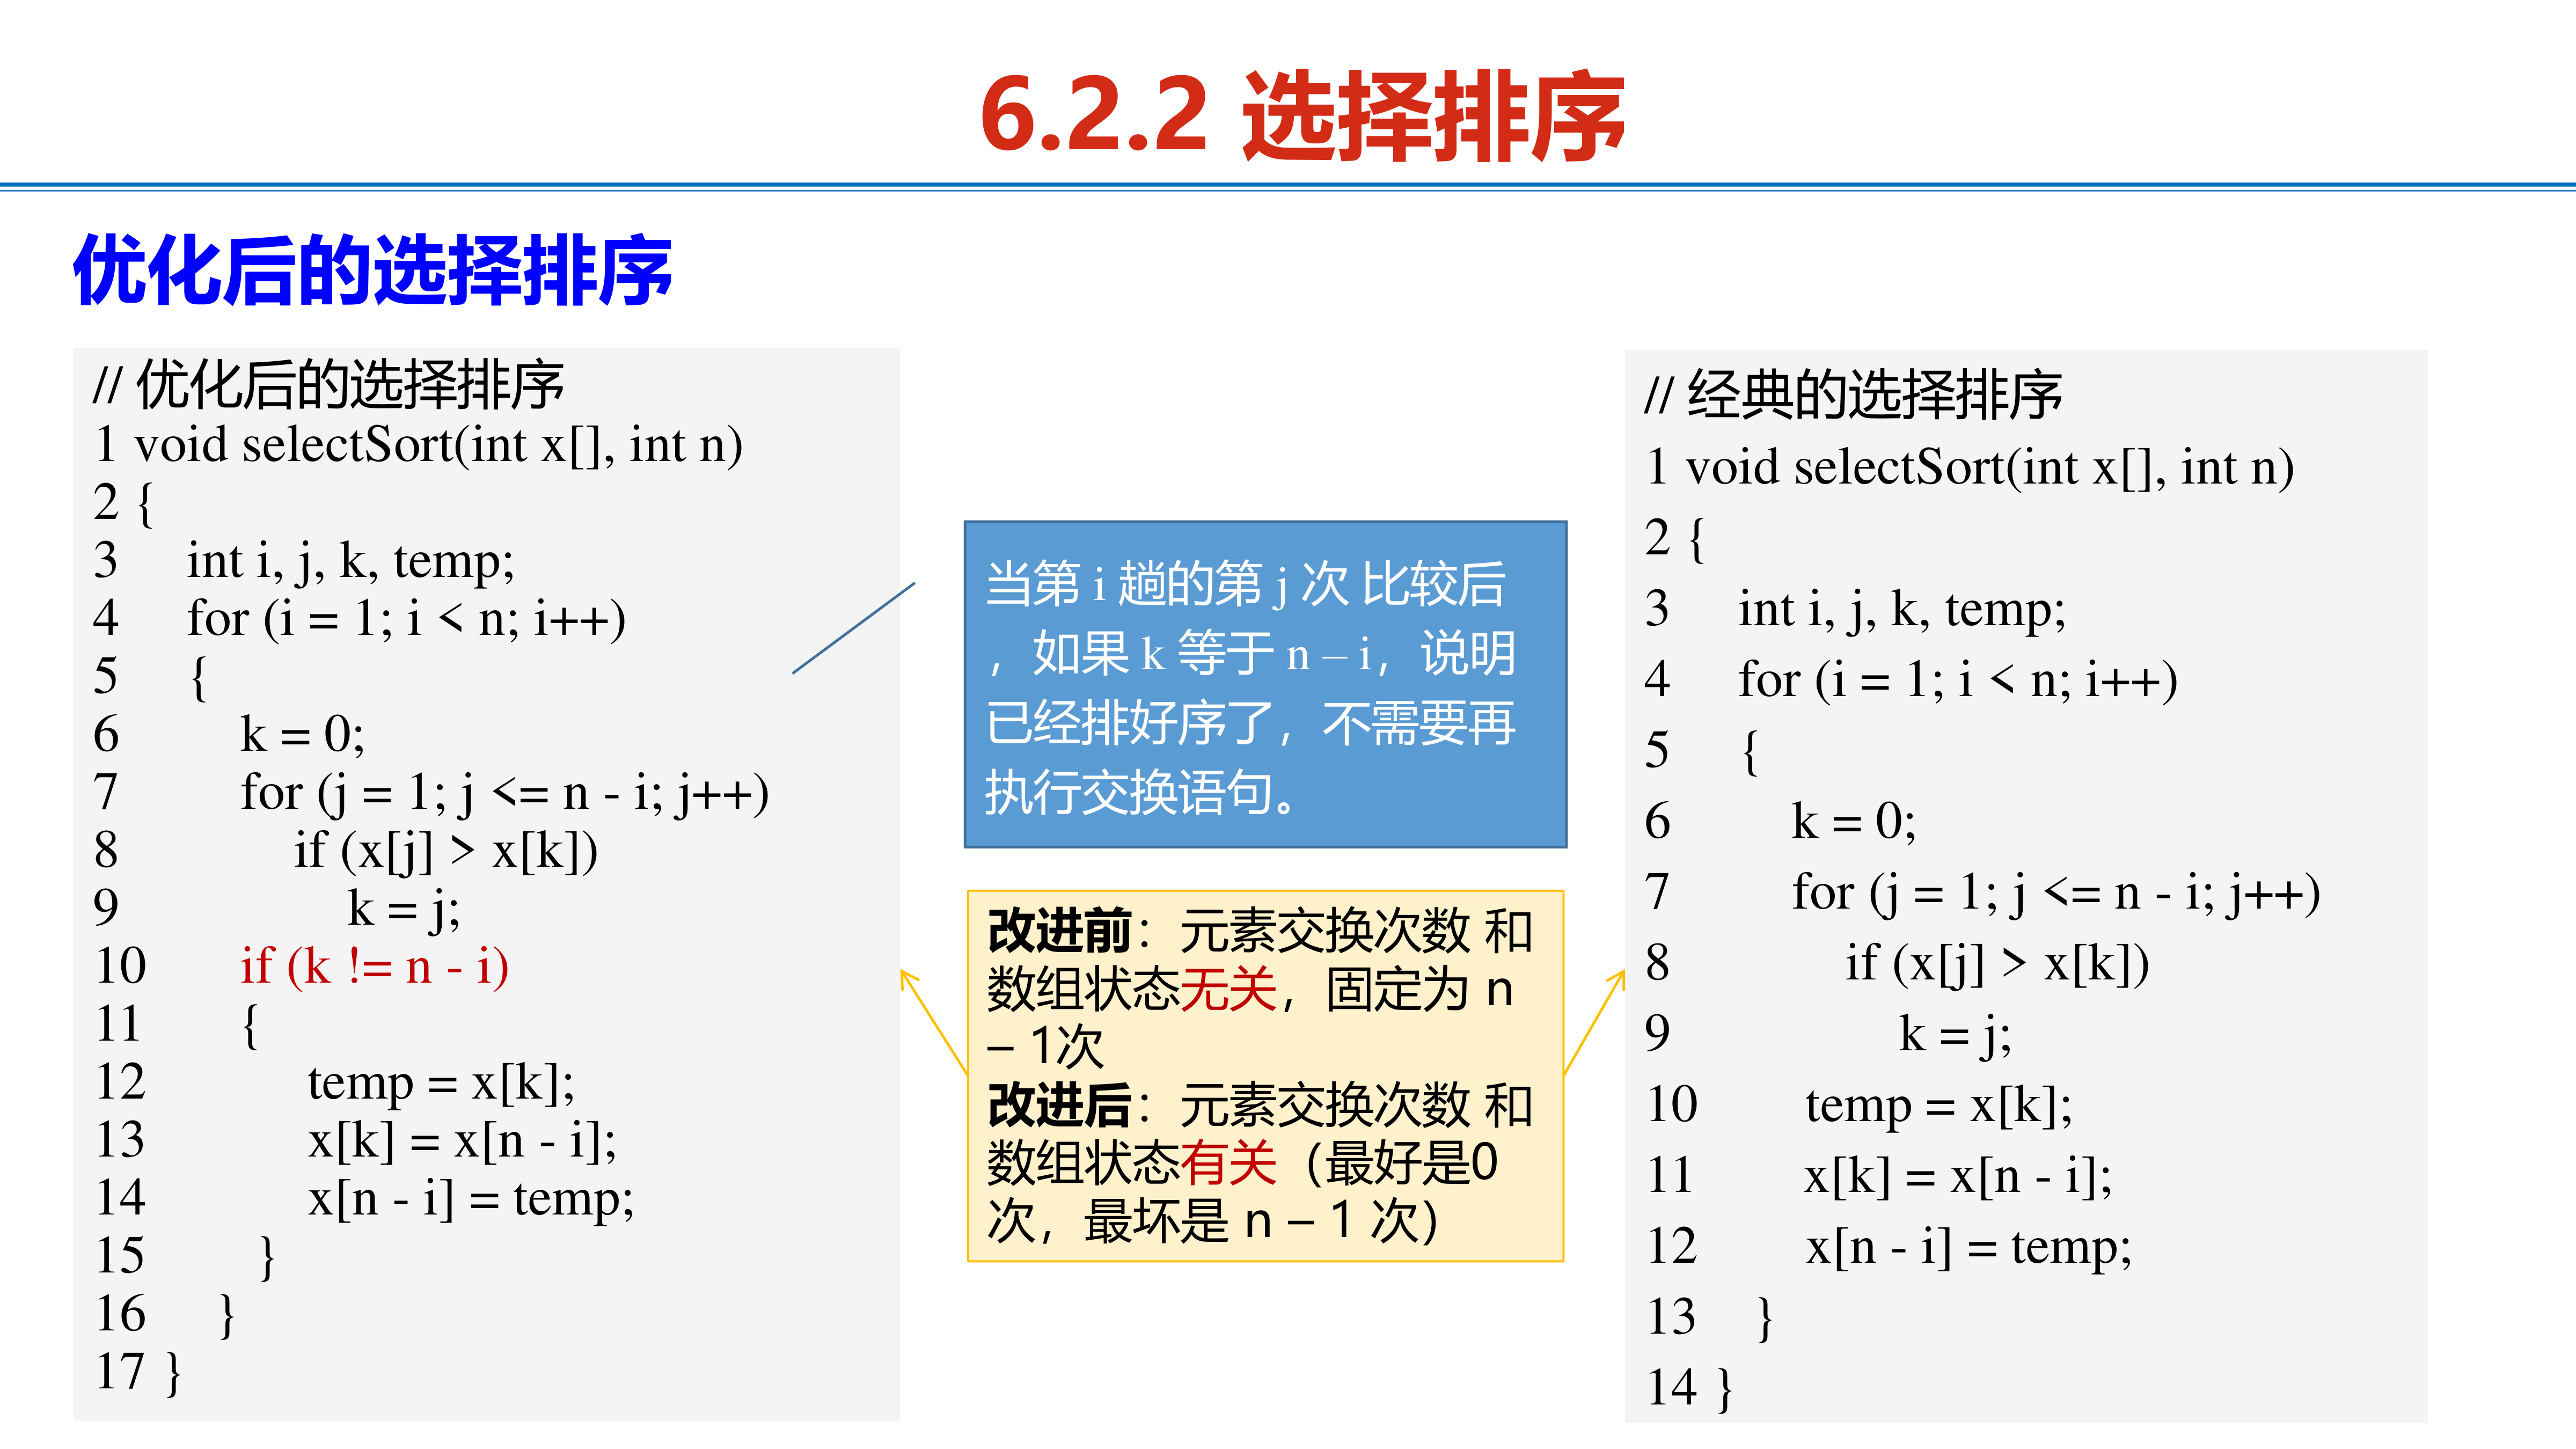 6.2.2 选择排序
优化后的选择排序
// 优化后的选择排序
1 void selectSort(int x[], int n)
2 {
3 int i, j, k, temp;
4 for (i = 1; i < n; i++)
5 {
6 k = 0;
7 for (j = 1; j <= n - i; j++)
8 if (x[j] > x[k])
9 k = j;
10 if (k != n - i)
11 {
12 temp = x[k];
13 x[k] = x[n - i];
14 x[n - i] = temp;
15 }
16 }
17 }
当第 i 趟的第 j 次 比较后
，如果 k 等于 n – i，说明
已经排好序了，不需要再
执行交换语句。
改进前：元素交换次数 和
数组状态无关，固定为 n
– 1次
改进后：元素交换次数 和
数组状态有关（最好是0
次，最坏是 n – 1 次）
// 经典的选择排序
1 void selectSort(int x[], int n)
2 {
3 int i, j, k, temp;
4 for (i = 1; i < n; i++)
5 {
6 k = 0;
7 for (j = 1; j <= n - i; j++)
8 if (x[j] > x[k])
9 k = j;
10 temp = x[k];
11 x[k] = x[n - i];
12 x[n - i] = temp;
13 }
14 }